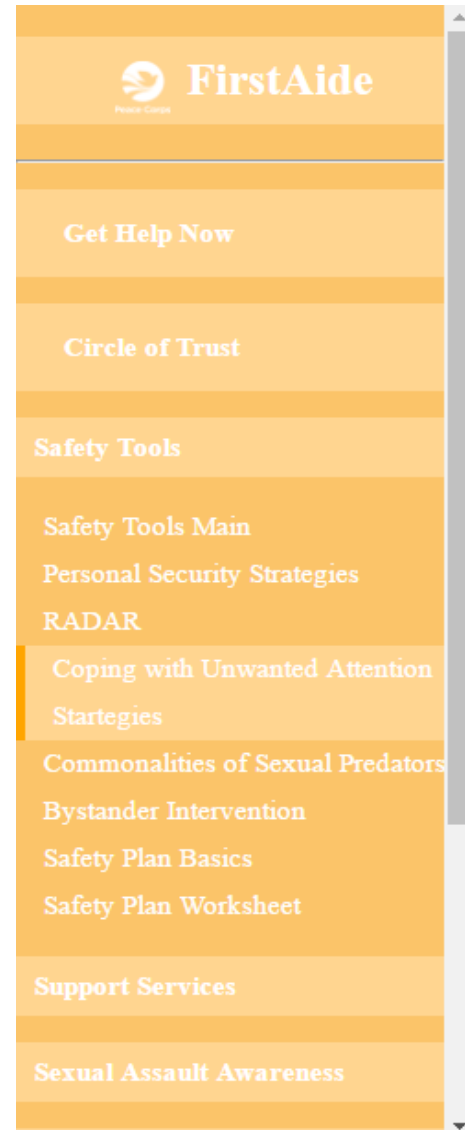 FirstAide
Peace Corps
Get Help Now
Circle of Trust
Safety Tools
Safety Tools Main
Personal Security Strategies
RADAR
Coping with Unwanted Attention
Startegies
Commonalities of Sexual Predators
Bystander Intervention
Safety Plan Basics
Safety Plan Worksheet
Support Services
Sexual Assault Awareness